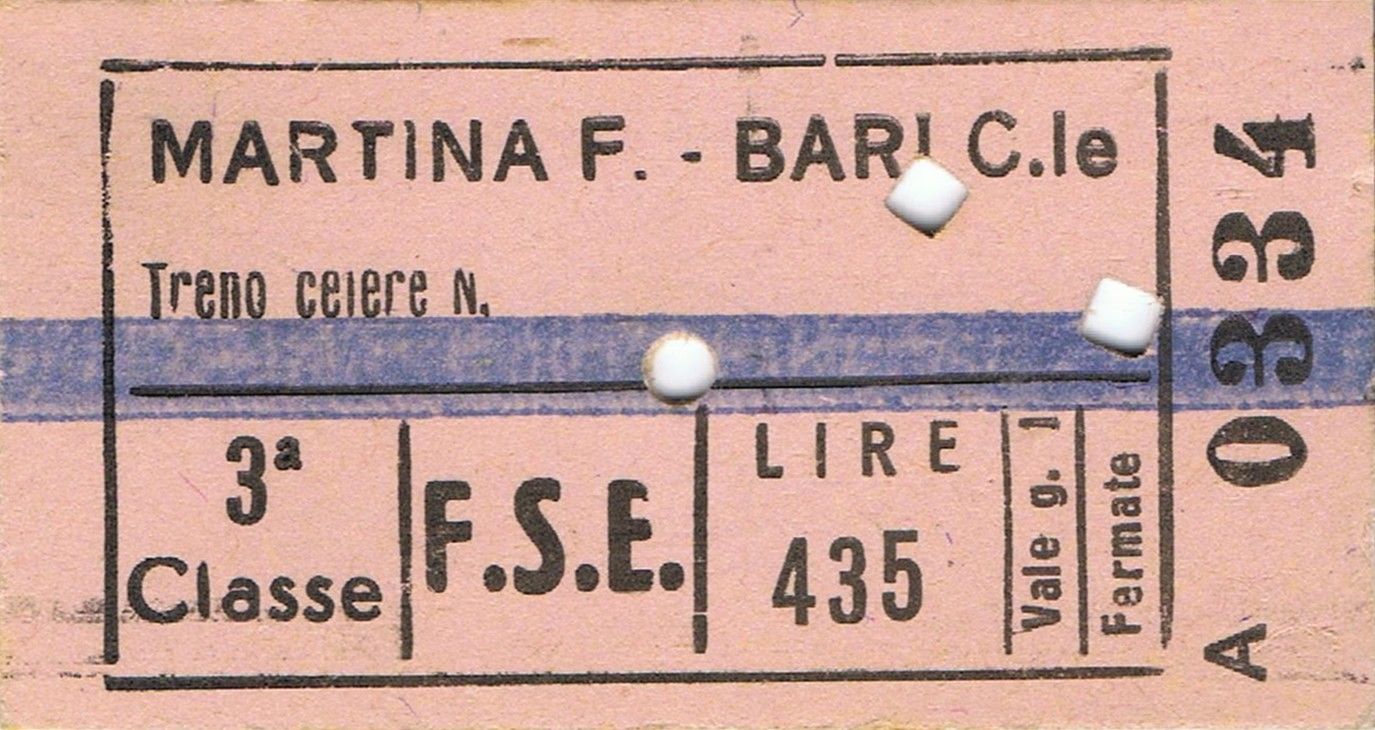 MARTINA F. - BARI C.le
Treno celere N.
3ª
Classe
F.S.E.
LIRE
435
Vale g. 1
Fermate
A 0334